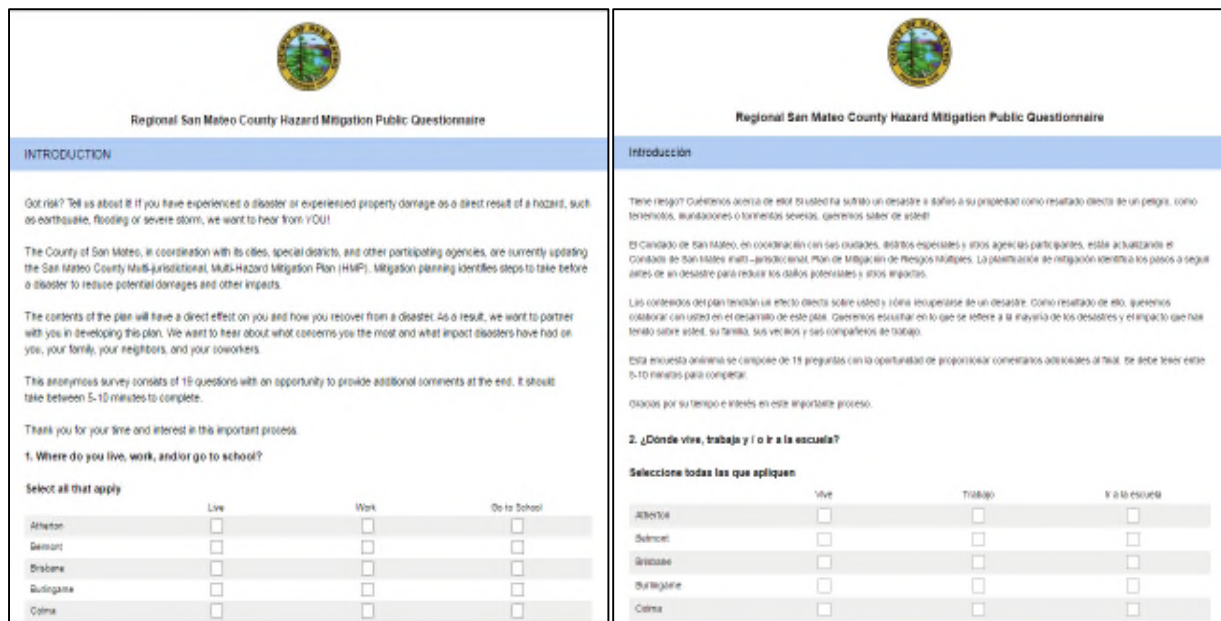 COUNTY OF SAN MATEO
Regional San Mateo County Hazard Mitigation Public Questionnaire
INTRODUCTION
Got risk? Tell us about it! If you have experienced a disaster or experienced property damage as a direct result of a hazard, such
as earthquake, flooding or severe storm, we want to hear from YOU!
The County of San Mateo, in coordination with its cities, special districts, and other participating agencies, are currently updating
the San Mateo County Multi-jurisdictional, Multi-Hazard Mitigation Plan (HMP). Mitigation planning identifies steps to take before
a disaster to reduce potential damages and other impacts.
The contents of the plan will have a direct effect on you and how you recover from a disaster. As a result, we want to partner
with you in developing this plan. We want to hear about what concerns you the most and what impact disasters have had on
you, your family, your neighbors, and your coworkers.
This anonymous survey consists of 19 questions with an opportunity to provide additional comments at the end. It should
take between 5-10 minutes to complete.
Thank you for your time and interest in this important process.
1. Where do you live, work, and/or go to school?
Select all that apply
Live Work Go to School
Atherton
Belmont
Brisbane
Burlingame
Colma
COUNTY OF SAN MATEO
Regional San Mateo County Hazard Mitigation Public Questionnaire
Introducción
Tiene riesgo? Cuéntenos acerca de ello! Si usted ha sufrido un desastre o daños a su propiedad como resultado directo de un peligro, como
terremotos, inundaciones o tormentas severas, queremos saber de usted!
El Condado de San Mateo, en coordinación con sus ciudades, distritos especiales y otros agencias participantes, están actualizando el
Condado de San Mateo multi-jurisdiccional, Plan de Mitigación de Riesgos Múltiples. La planificación de mitigación identifica los pasos a seguir
antes de un desastre para reducir los daños potenciales y otros impactos.
Los contenidos del plan tendrán un efecto directo sobre usted y cómo recuperarse de un desastre. Como resultado de ello, queremos
colaborar con usted en el desarrollo de este plan. Queremos escuchar en lo que se refiere a la mayoría de los desastres y el impacto que han
tenido sobre usted, su familia, sus vecinos y sus compañeros de trabajo.
Esta encuesta anónima se compone de 19 preguntas con la oportunidad de proporcionar comentarios adicionales al final. Se debe tener entre
5-10 minutos para completar.
Gracias por su tiempo e interés en este importante proceso.
2. ¿Dónde vive, trabaja y / o ir a la escuela?
Seleccione todas las que apliquen
Vive Trabajo Ir a la escuela
Atherton
Belmont
Brisbane
Burlingame
Colma